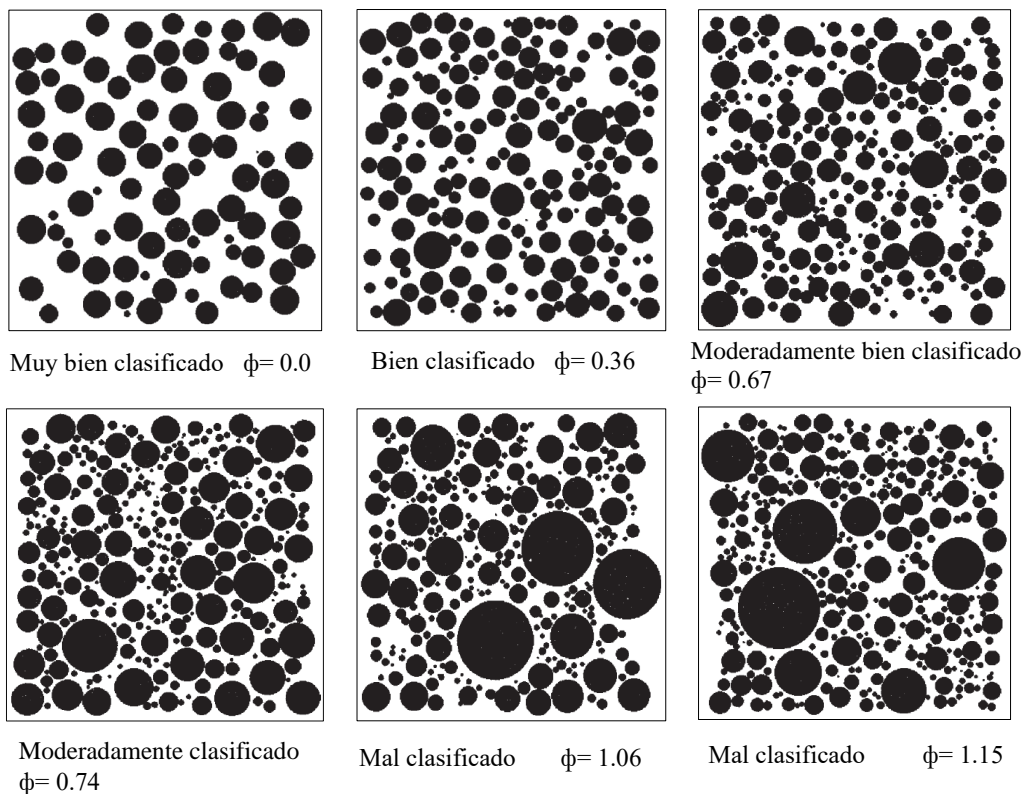 Muy bien clasificado ϕ= 0.0
Bien clasificado ϕ= 0.36
Moderadamente bien clasificado
ϕ= 0.67
Moderadamente clasificado
ϕ= 0.74
Mal clasificado ϕ= 1.06
Mal clasificado ϕ= 1.15